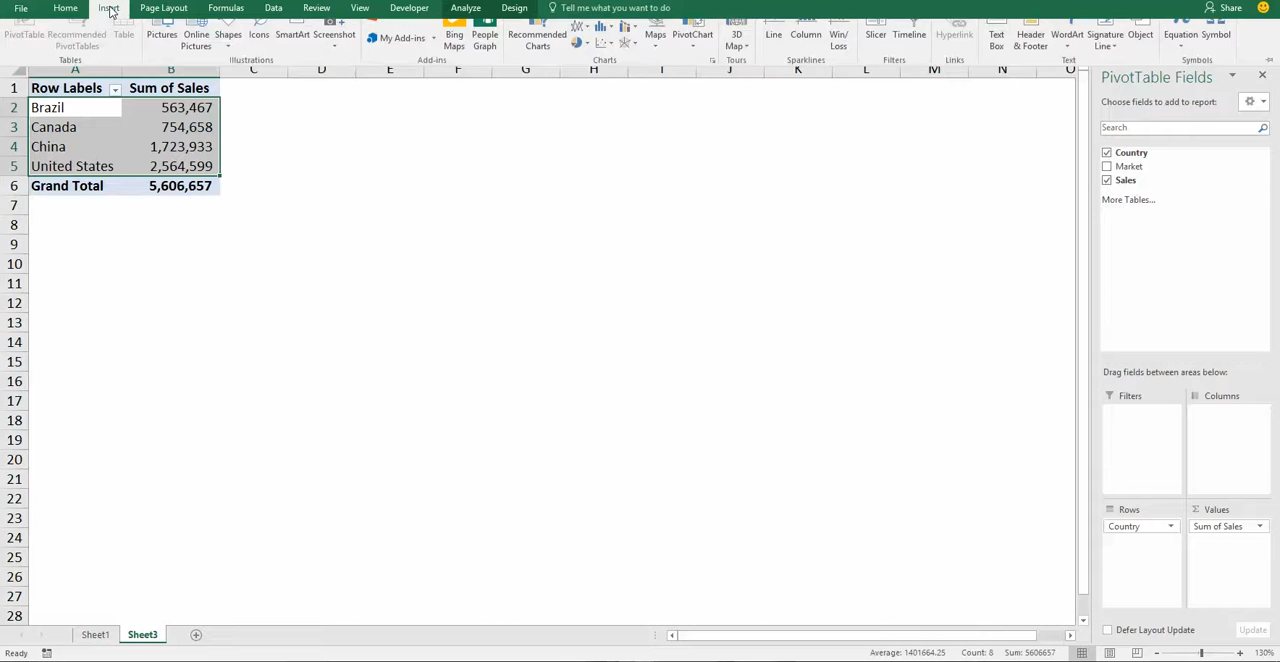 File Home Insert Page Layout Formulas Data Review View Developer Analyze Design Tell me what you want to do Share
PivotTable Recommended PivotTables Table Pictures Online Pictures Shapes Icons SmartArt Screenshot My Add-ins Bing Maps People Graph Recommended Charts Maps PivotChart 3D Map Line Column Win/Loss Slicer Timeline Hyperlink Text Box Header & Footer WordArt Signature Line Object Equation Symbol
Tables Illustrations Add-ins Charts Tours Sparklines Filters Links Text Symbols
A B C D E F G H I J K L M N O
1 Row Labels Sum of Sales
2 Brazil 563,467
3 Canada 754,658
4 China 1,723,933
5 United States 2,564,599
6 Grand Total 5,606,657
7
8
9
10
11
12
13
14
15
16
17
18
19
20
21
22
23
24
25
26
27
28
PivotTable Fields
Choose fields to add to report:
Search
Country
Market
Sales
More Tables...
Drag fields between areas below:
Filters Columns
Rows Values
Country Sum of Sales
Defer Layout Update Update
Sheet1 Sheet3
Ready Average: 1401664.25 Count: 8 Sum: 5606657 130%